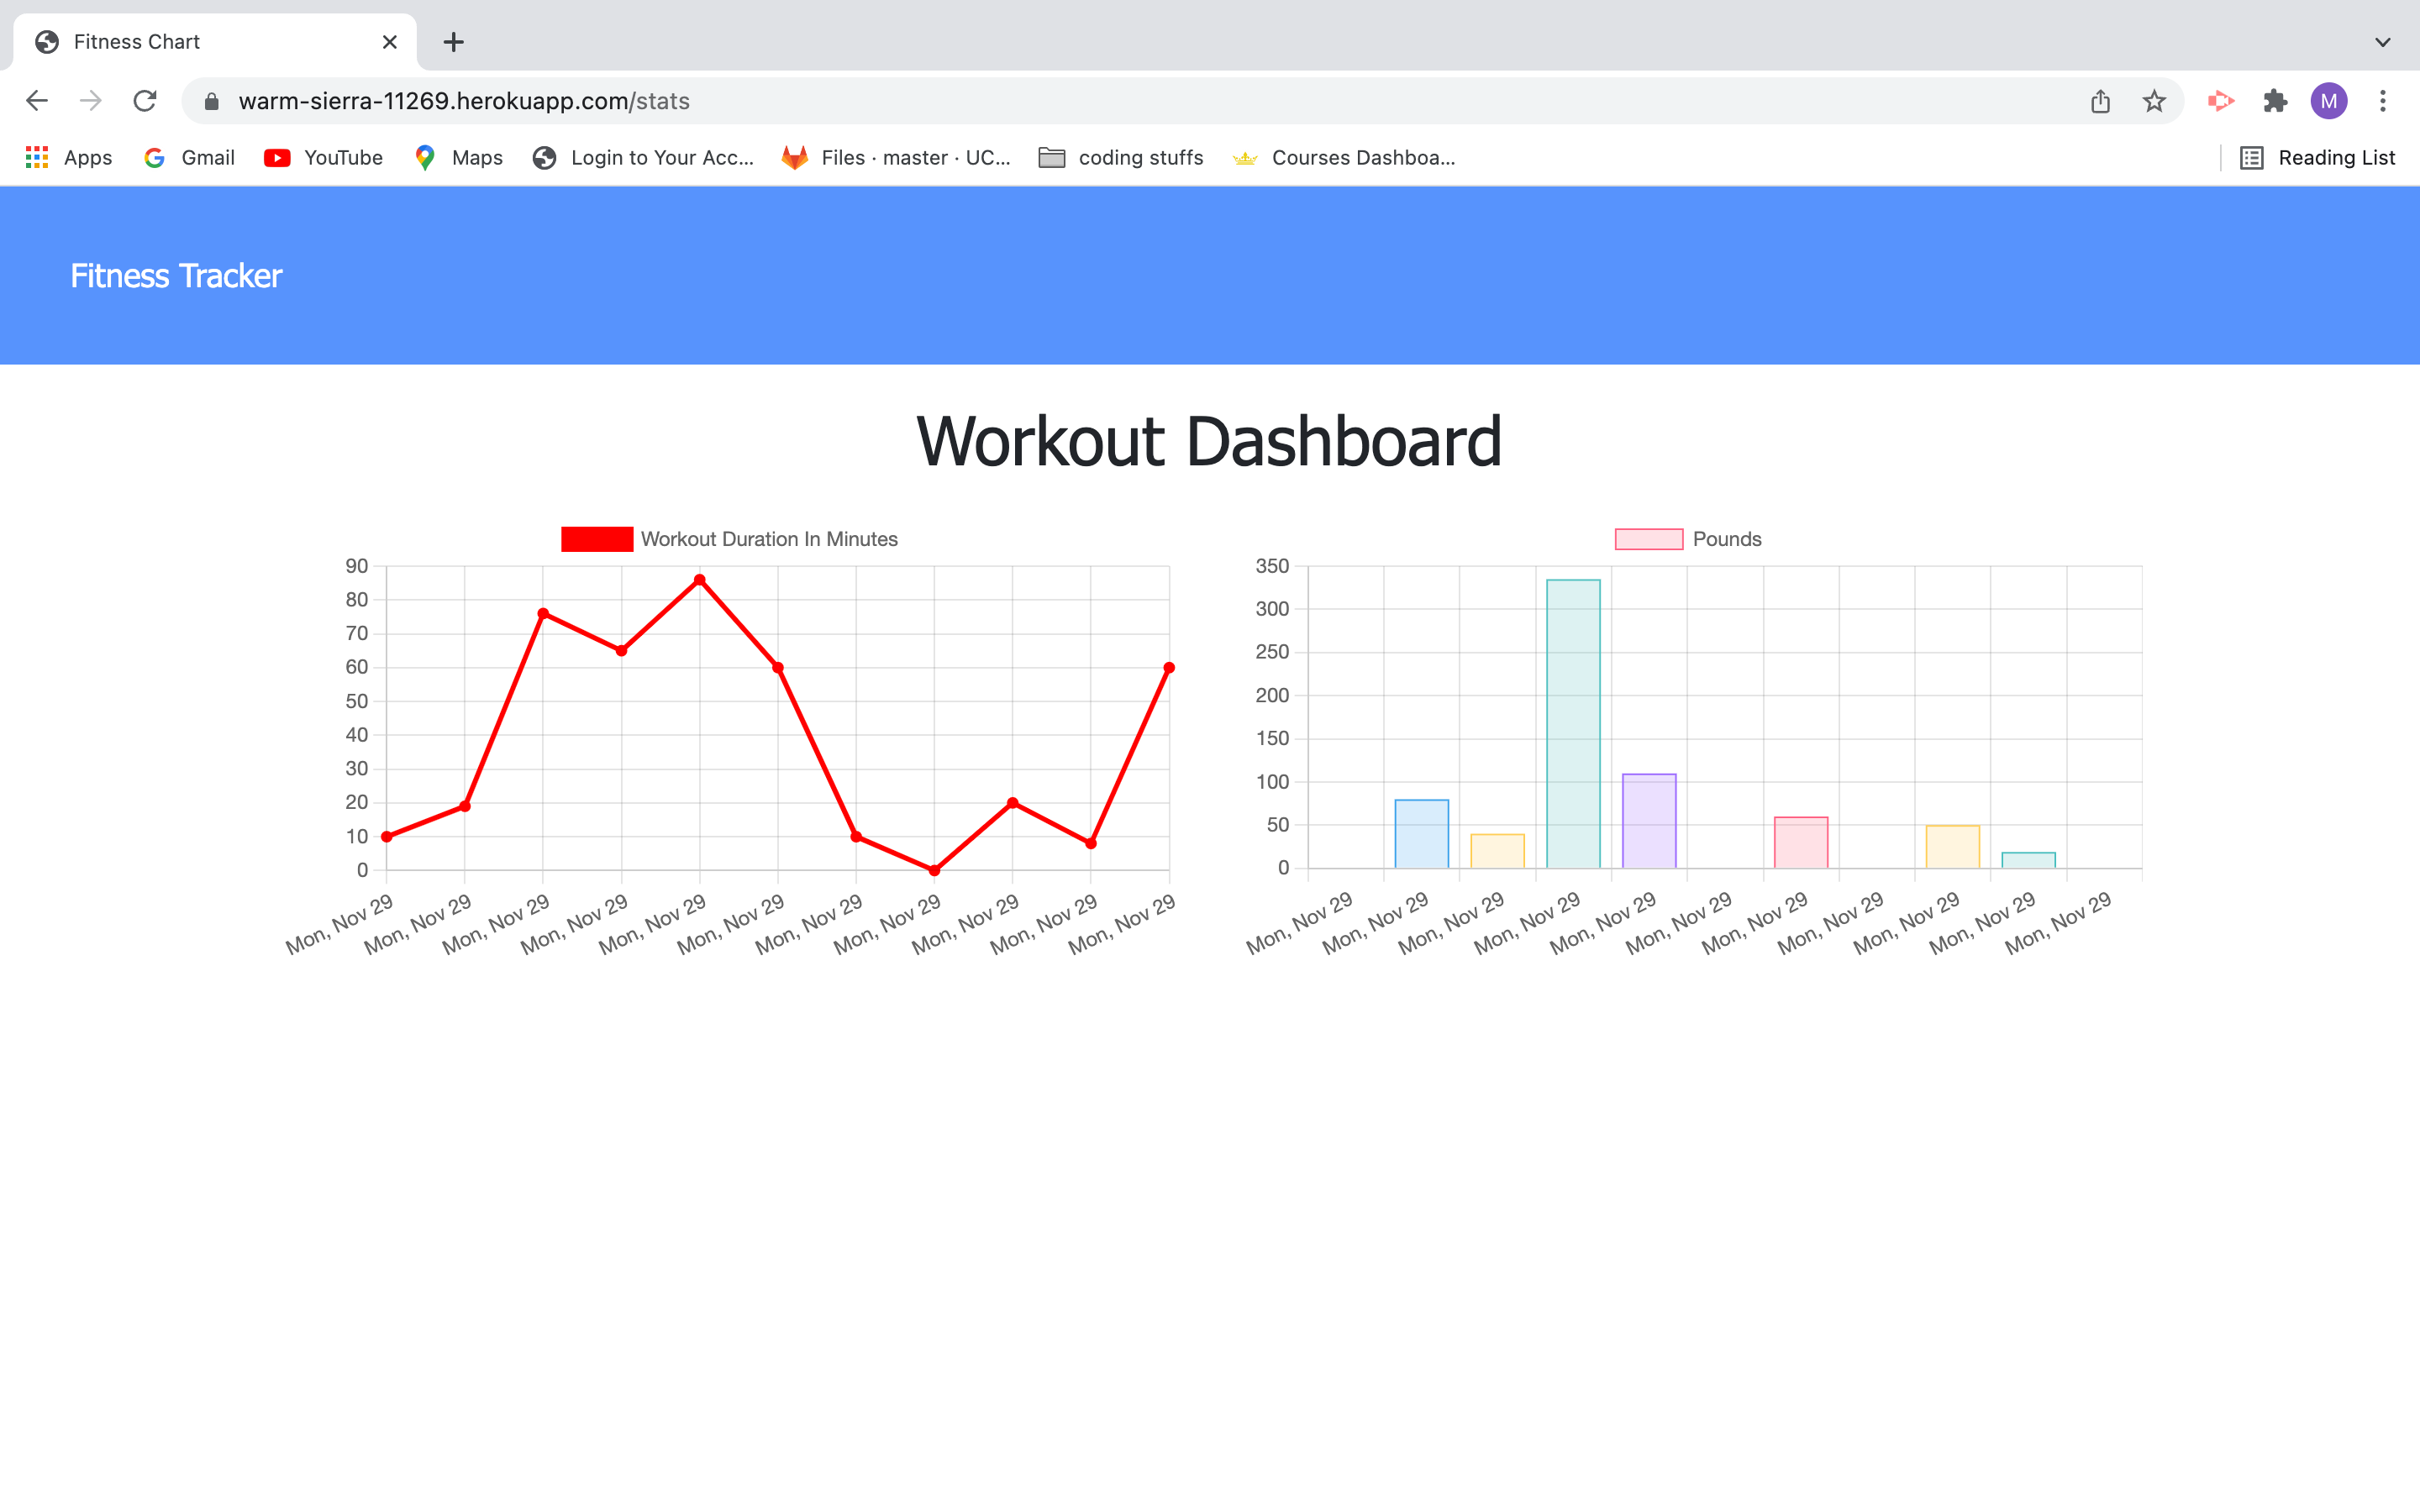 Fitness Chart
warm-sierra-11269.herokuapp.com/stats
M
Apps Gmail YouTube Maps Login to Your Acc... Files · master · UC... coding stuffs Courses Dashboa... Reading List
Fitness Tracker
Workout Dashboard
Workout Duration In Minutes
90
80
70
60
50
40
30
20
10
0
Mon, Nov 29 Mon, Nov 29 Mon, Nov 29 Mon, Nov 29 Mon, Nov 29 Mon, Nov 29 Mon, Nov 29 Mon, Nov 29 Mon, Nov 29 Mon, Nov 29 Mon, Nov 29
Pounds
350
300
250
200
150
100
50
0
Mon, Nov 29 Mon, Nov 29 Mon, Nov 29 Mon, Nov 29 Mon, Nov 29 Mon, Nov 29 Mon, Nov 29 Mon, Nov 29 Mon, Nov 29 Mon, Nov 29 Mon, Nov 29